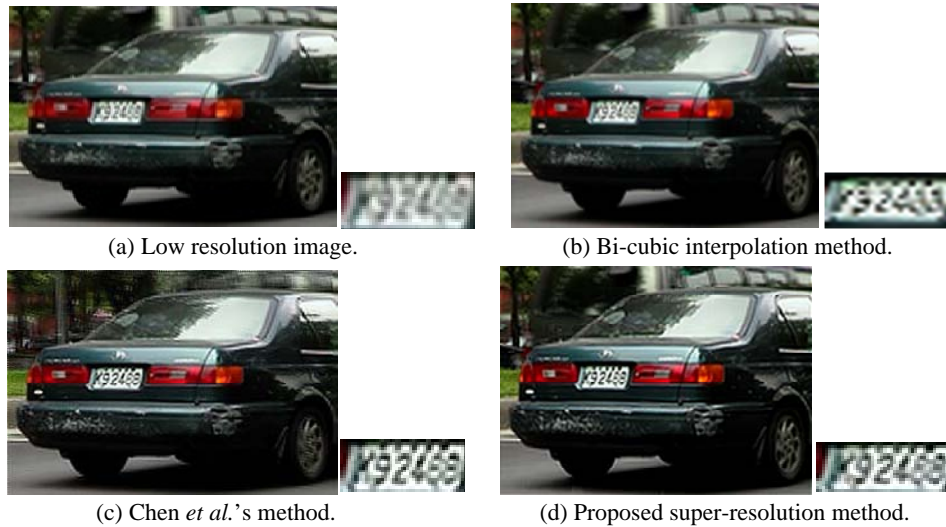 (a) Low resolution image.
(b) Bi-cubic interpolation method.
(c) Chen et al.'s method.
(d) Proposed super-resolution method.